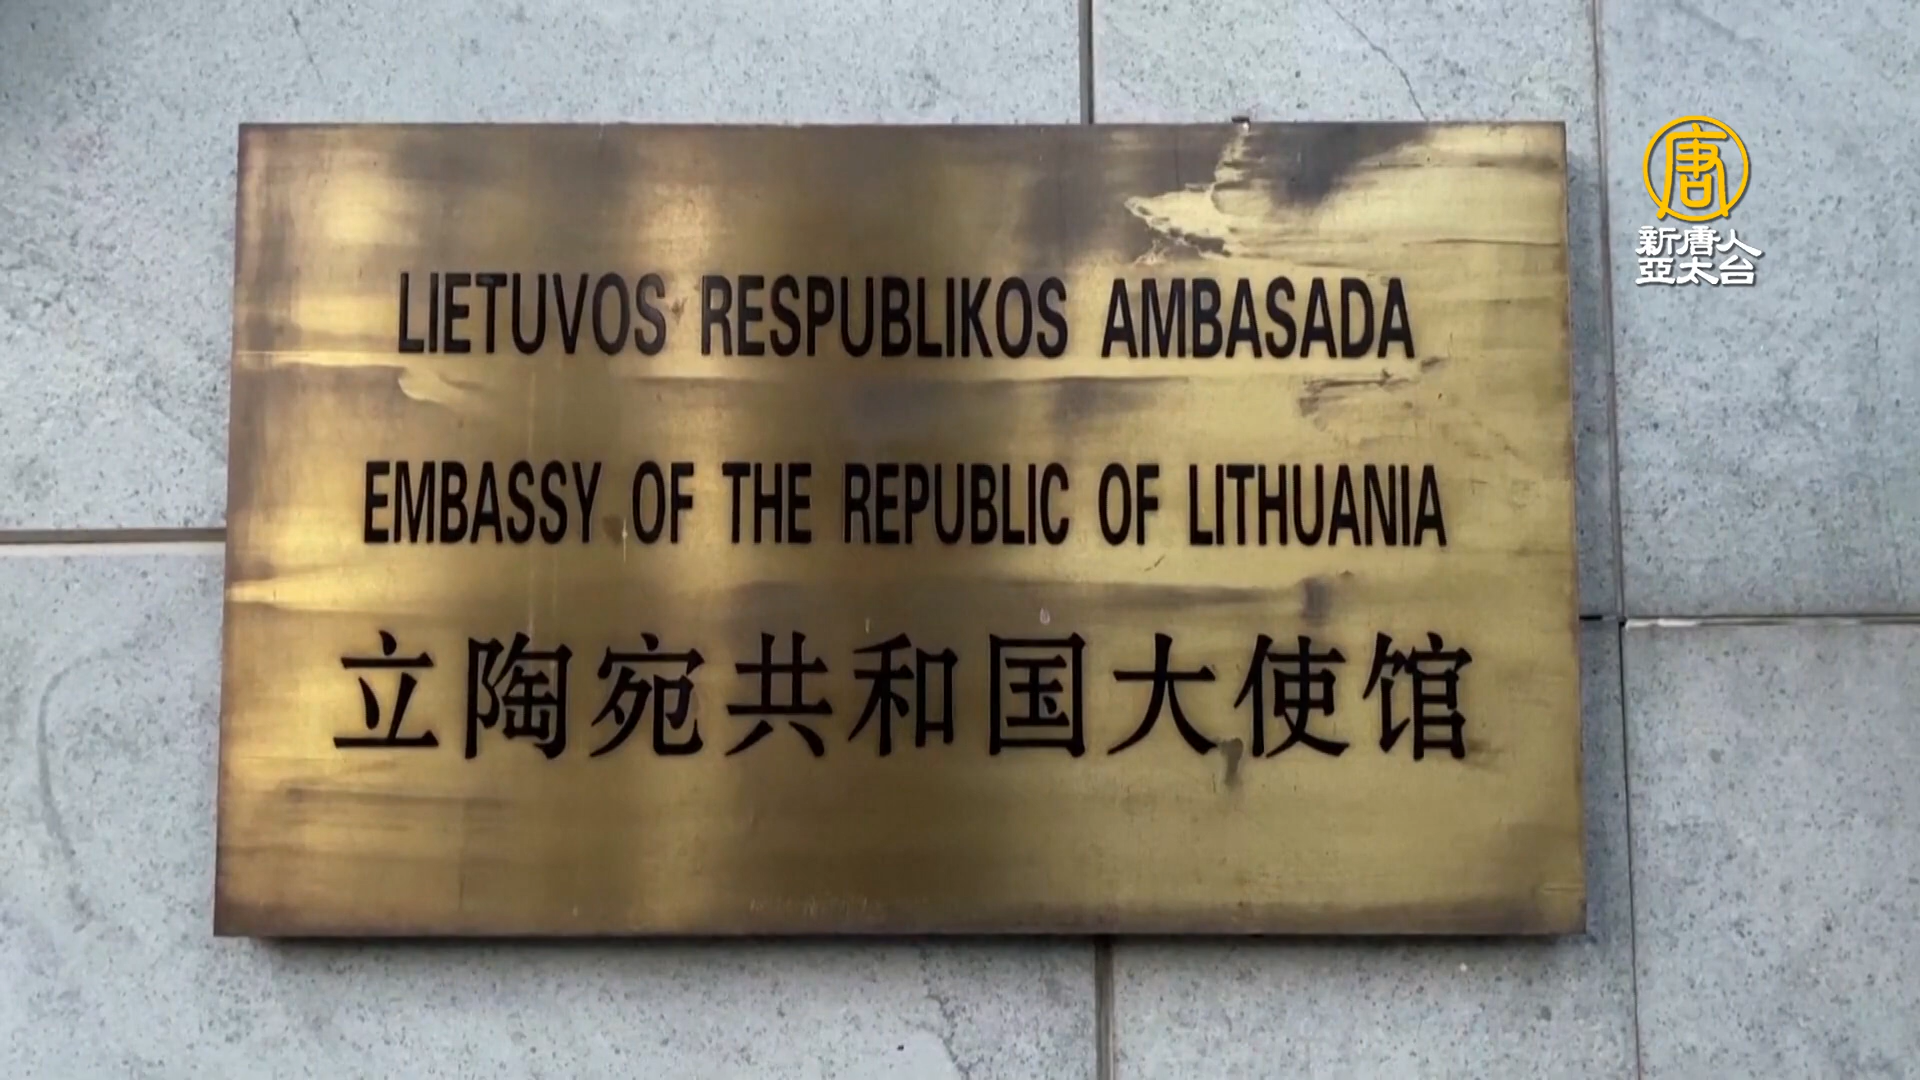 LIETUVOS RESPUBLIKOS AMBASADA
EMBASSY OF THE REPUBLIC OF LITHUANIA
立陶宛共和国大使馆
唐
新唐人
亞太台